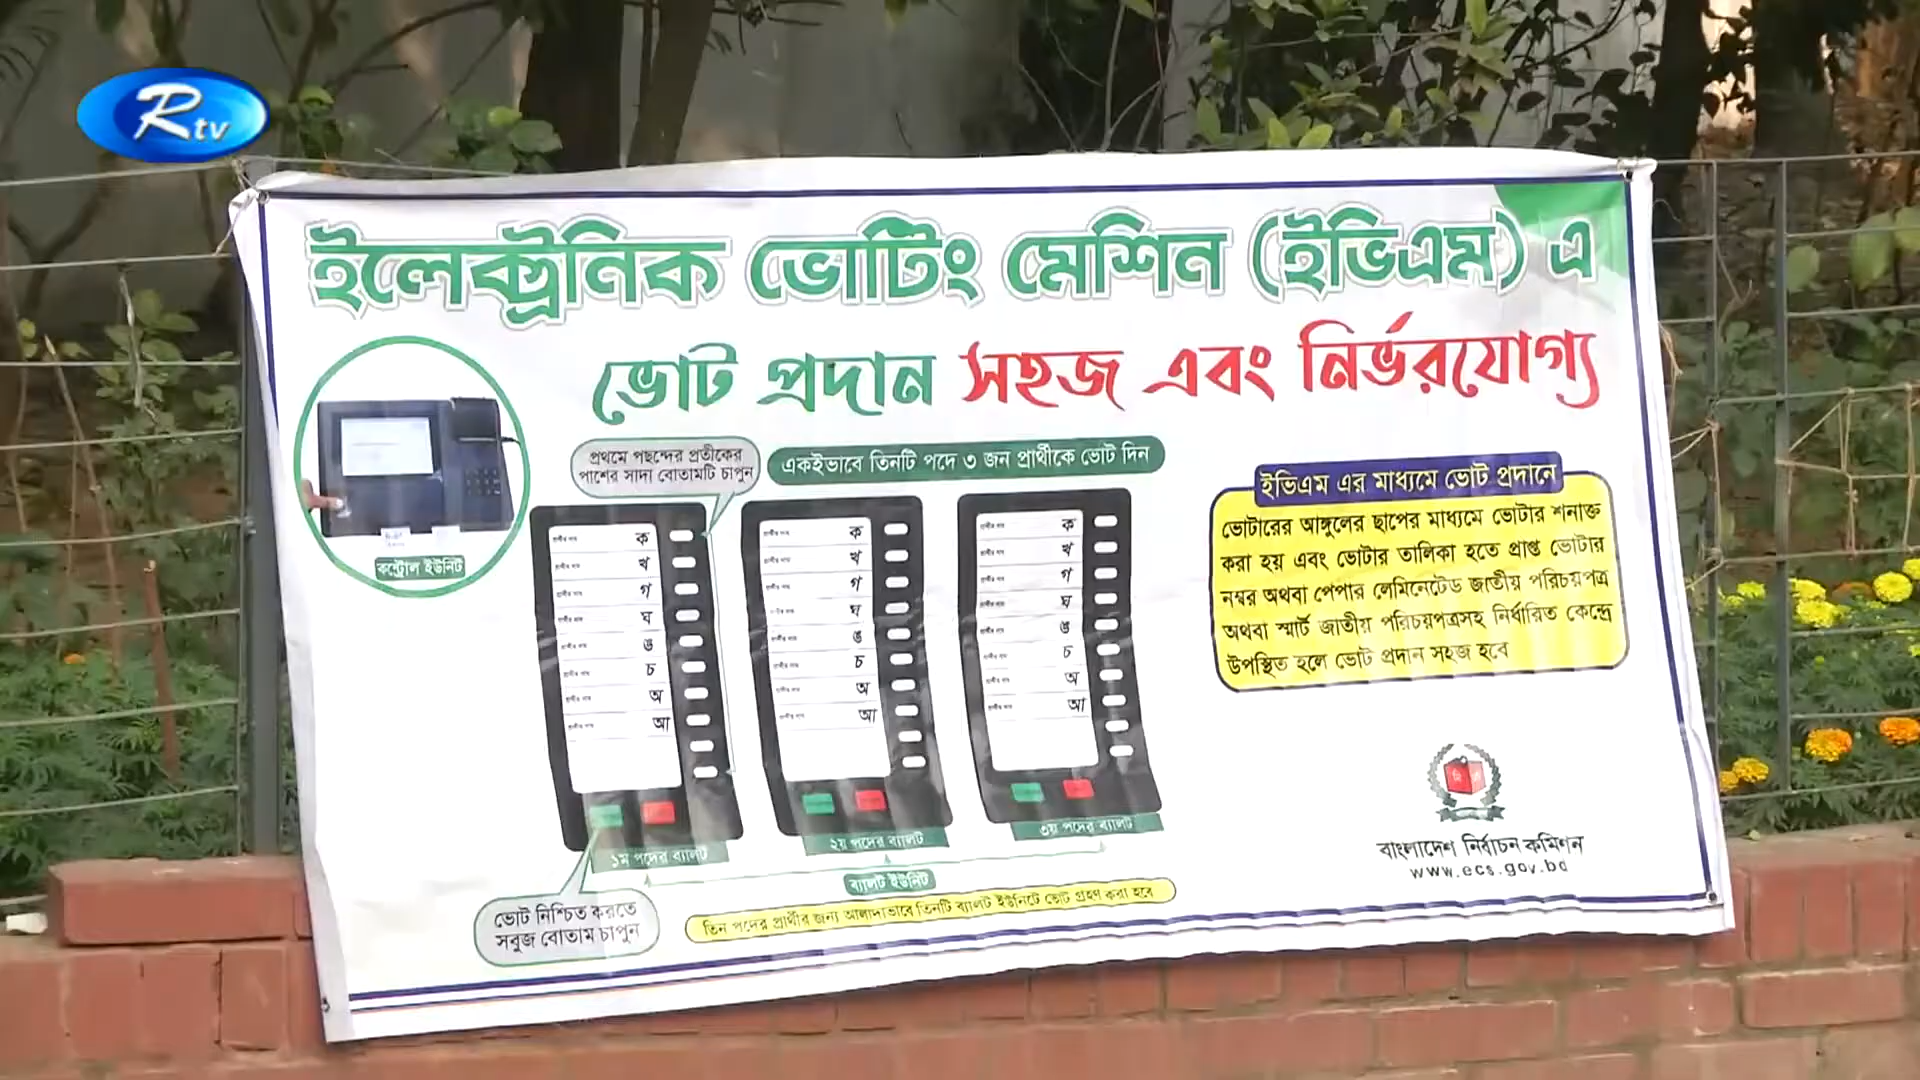 Rtv
ইলেক্ট্রনিক ভোটিং মেশিন (ইভিএম) এ
ভোট প্রদান সহজ এবং নির্ভরযোগ্য
কন্ট্রোল ইউনিট
প্রথমে পছন্দের প্রতীকের
পাশের সাদা বোতামটি চাপুন
একইভাবে তিনটি পদে ৩ জন প্রার্থীকে ভোট দিন
ক
খ
গ
ঘ
ঙ
চ
অ
আ
১ম পদের ব্যালট
ক
খ
গ
ঘ
ঙ
চ
অ
আ
২য় পদের ব্যালট
ক
খ
গ
ঘ
ঙ
চ
অ
আ
৩য় পদের ব্যালট
ব্যালট ইউনিট
ভোট নিশ্চিত করতে
সবুজ বোতাম চাপুন
তিন পদের প্রার্থীর জন্য আলাদাভাবে তিনটি ব্যালট ইউনিটে ভোট গ্রহণ করা হবে
ইভিএম এর মাধ্যমে ভোট প্রদানে
ভোটারের আঙ্গুলের ছাপের মাধ্যমে ভোটার শনাক্ত
করা হয় এবং ভোটার তালিকা হতে প্রাপ্ত ভোটার
নম্বর অথবা পেপার লেমিনেটেড জাতীয় পরিচয়পত্র
অথবা স্মার্ট জাতীয় পরিচয়পত্রসহ নির্ধারিত কেন্দ্রে
উপস্থিত হলে ভোট প্রদান সহজ হবে
বাংলাদেশ নির্বাচন কমিশন
www.ecs.gov.bd